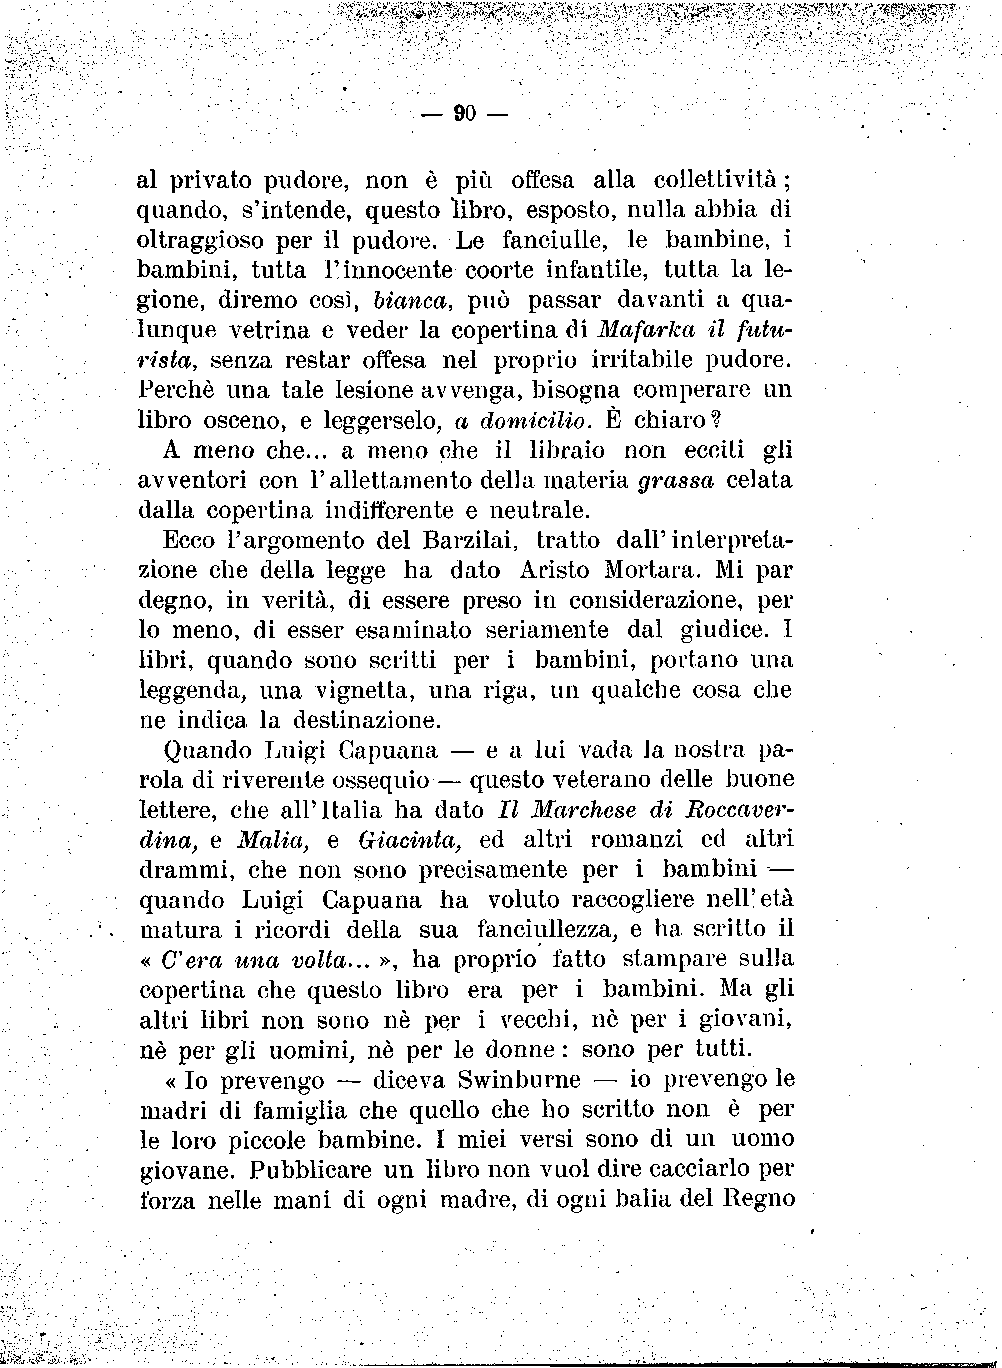 — 90 —
al privato pudore, non è più offesa alla collettività ;
quando, s'intende, questo libro, esposto, nulla abbia di
oltraggioso per il pudore. Le fanciulle, le bambine, i
bambini, tutta l'innocente coorte infantile, tutta la le-
gione, diremo così, bianca, può passar davanti a qua-
lunque vetrina e veder la copertina di Mafarka il futu-
rista, senza restar offesa nel proprio irritabile pudore.
Perchè una tale lesione avvenga, bisogna comperare un
libro osceno, e leggerselo, a domicilio. È chiaro?
A meno che... a meno che il libraio non ecciti gli
avventori con l'allettamento della materia grassa celata
dalla copertina indifferente e neutrale.
Ecco l'argomento del Barzilai, tratto dall'interpreta-
zione che della legge ha dato Aristo Mortara. Mi par
degno, in verità, di essere preso in considerazione, per
lo meno, di esser esaminato seriamente dal giudice. I
libri, quando sono scritti per i bambini, portano una
leggenda, una vignetta, una riga, un qualche cosa che
ne indica la destinazione.
Quando Luigi Capuana — e a lui vada la nostra pa-
rola di riverente ossequio — questo veterano delle buone
lettere, che all'Italia ha dato Il Marchese di Roccaver-
dina, e Malia, e Giacinta, ed altri romanzi ed altri
drammi, che non sono precisamente per i bambini —
quando Luigi Capuana ha voluto raccogliere nell'età
matura i ricordi della sua fanciullezza, e ha scritto il
« C'era una volta... », ha proprio fatto stampare sulla
copertina che questo libro era per i bambini. Ma gli
altri libri non sono nè per i vecchi, nè per i giovani,
nè per gli uomini, nè per le donne : sono per tutti.
« Io prevengo — diceva Swinburne — io prevengo le
madri di famiglia che quello che ho scritto non è per
le loro piccole bambine. I miei versi sono di un uomo
giovane. Pubblicare un libro non vuol dire cacciarlo per
forza nelle mani di ogni madre, di ogni balia del Regno